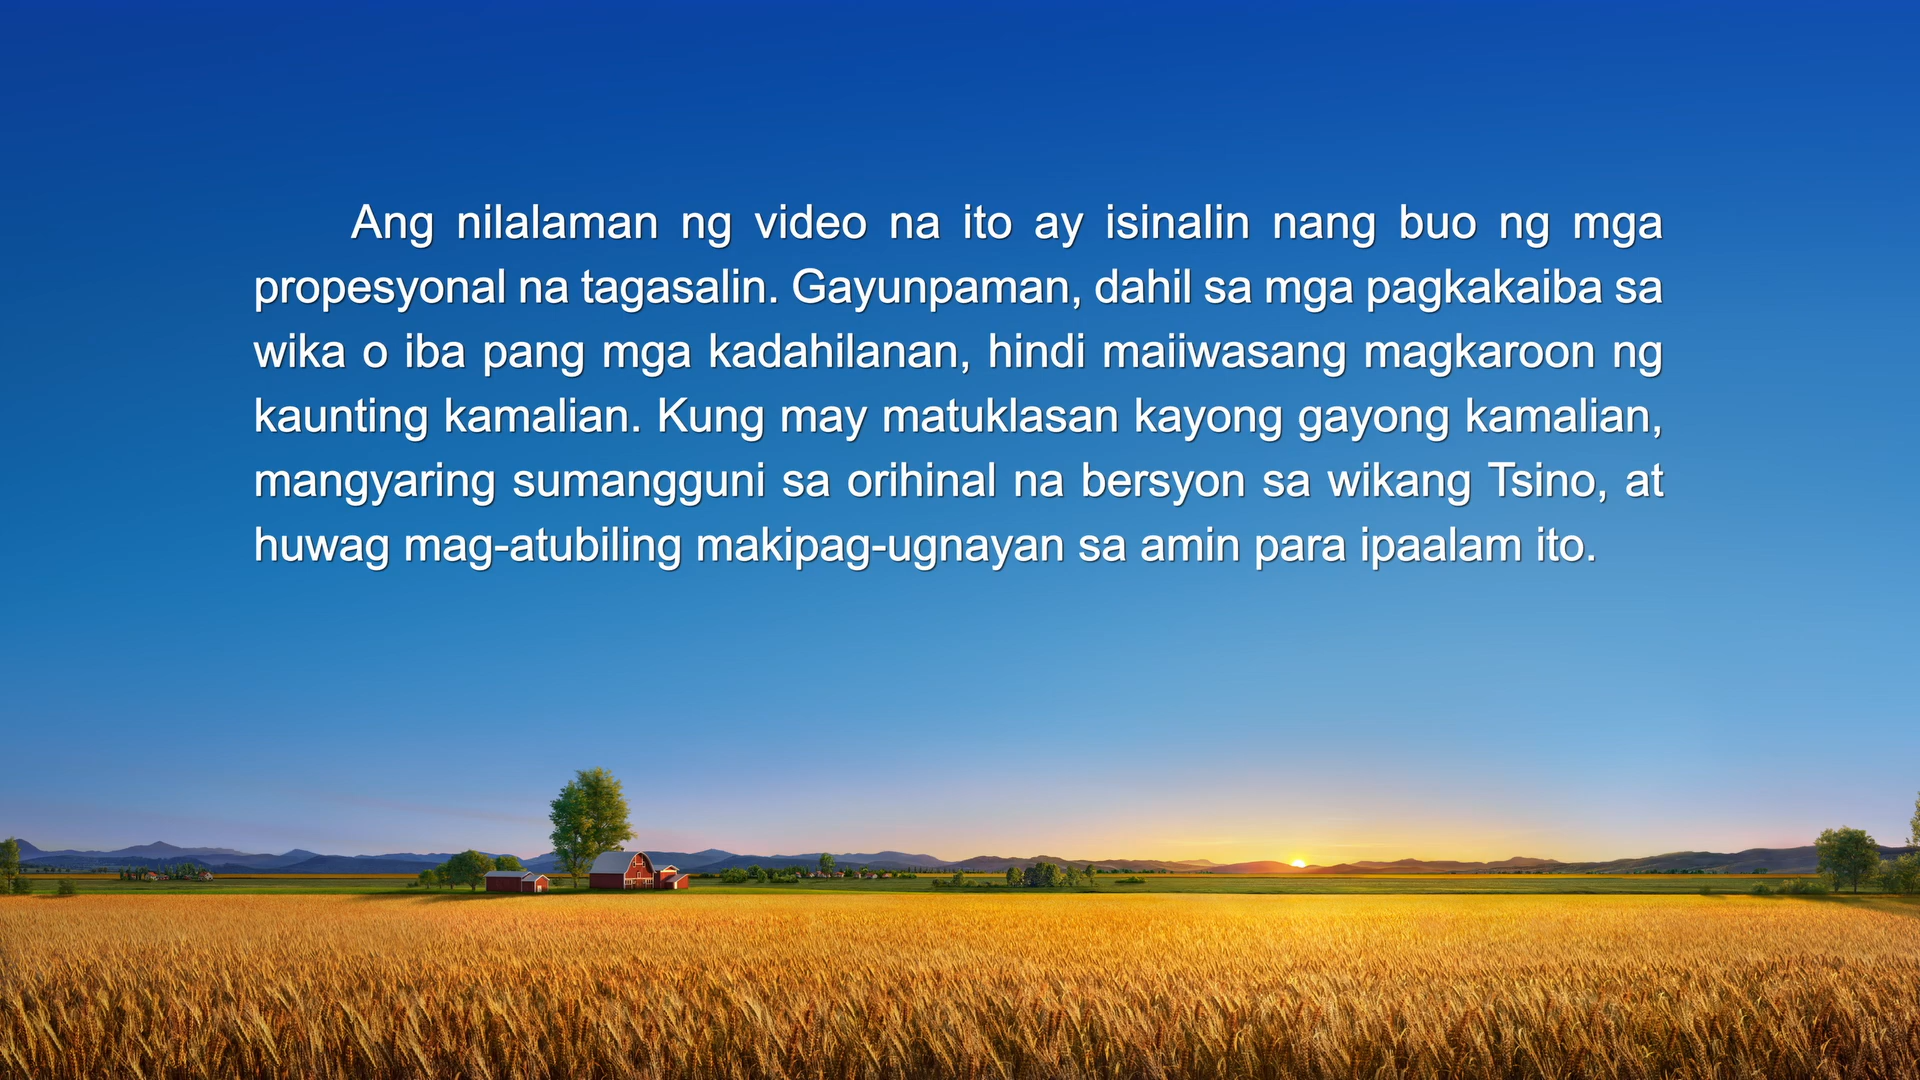 Ang nilalaman ng video na ito ay isinalin nang buo ng mga
propesyonal na tagasalin. Gayunpaman, dahil sa mga pagkakaiba sa
wika o iba pang mga kadahilanan, hindi maiiwasang magkaroon ng
kaunting kamalian. Kung may matuklasan kayong gayong kamalian,
mangyaring sumangguni sa orihinal na bersyon sa wikang Tsino, at
huwag mag-atubiling makipag-ugnayan sa amin para ipaalam ito.